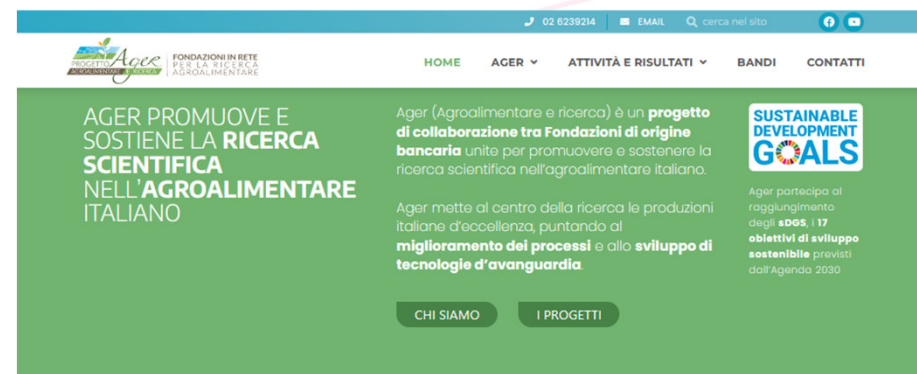 02 6239214 EMAIL cerca nel sito
PROGETTO Ager
AGROALIMENTARE E RICERCA
FONDAZIONI IN RETE
PER LA RICERCA
AGROALIMENTARE
HOME AGER ATTIVITÀ E RISULTATI BANDI CONTATTI
AGER PROMUOVE E
SOSTIENE LA RICERCA
SCIENTIFICA
NELL'AGROALIMENTARE
ITALIANO
Ager (Agroalimentare e ricerca) è un progetto
di collaborazione tra Fondazioni di origine
bancaria unite per promuovere e sostenere la
ricerca scientifica nell'agroalimentare italiano.
Ager mette al centro della ricerca le produzioni
italiane d'eccellenza, puntando al
miglioramento dei processi e allo sviluppo di
tecnologie d'avanguardia.
CHI SIAMO I PROGETTI
SUSTAINABLE
DEVELOPMENT
GOALS
Ager partecipa al
raggiungimento
degli sDGS, i 17
obiettivi di sviluppo
sostenibile previsti
dall'Agenda 2030